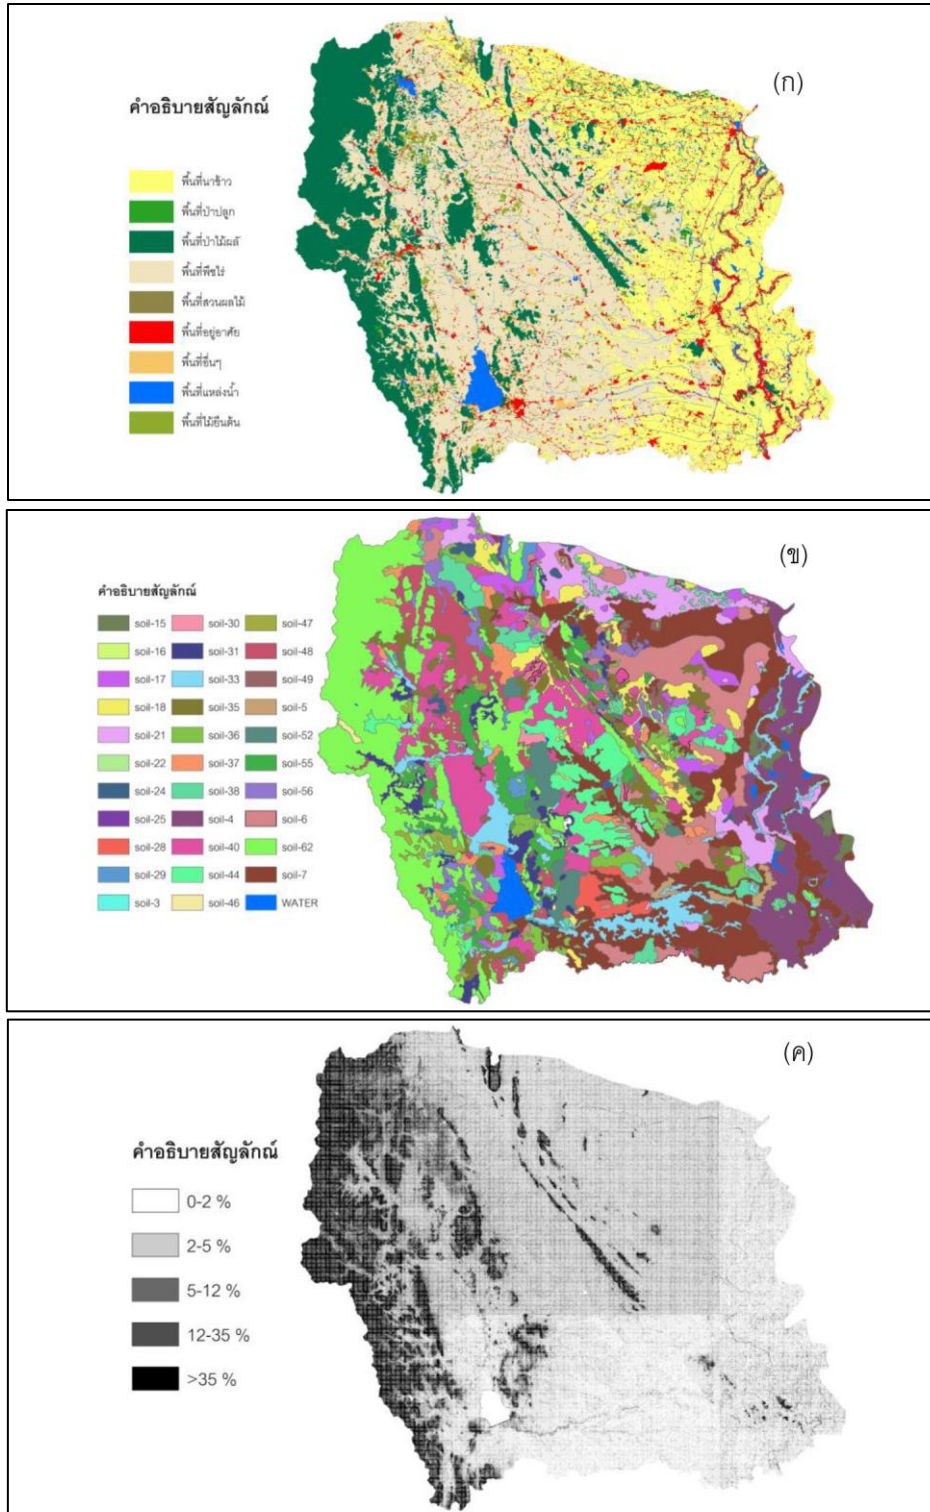 (ก)
คำอธิบายสัญลักณ์
พื้นที่นาข้าว
พื้นที่ป่าปลูก
พื้นที่ป่าไม้ผลั
พื้นที่พืชไร่
พื้นที่สวนผลไม้
พื้นที่อยู่อาศัย
พื้นที่อื่นๆ
พื้นที่แหล่งน้ำ
พื้นที่ไม้ยืนต้น
(ข)
คำอธิบายสัญลักณ์
soil-15 soil-30 soil-47
soil-16 soil-31 soil-48
soil-17 soil-33 soil-49
soil-18 soil-35 soil-5
soil-21 soil-36 soil-52
soil-22 soil-37 soil-55
soil-24 soil-38 soil-56
soil-25 soil-4 soil-6
soil-28 soil-40 soil-62
soil-29 soil-44 soil-7
soil-3 soil-46 WATER
(ค)
คำอธิบายสัญลักณ์
0-2 %
2-5 %
5-12 %
12-35 %
>35 %